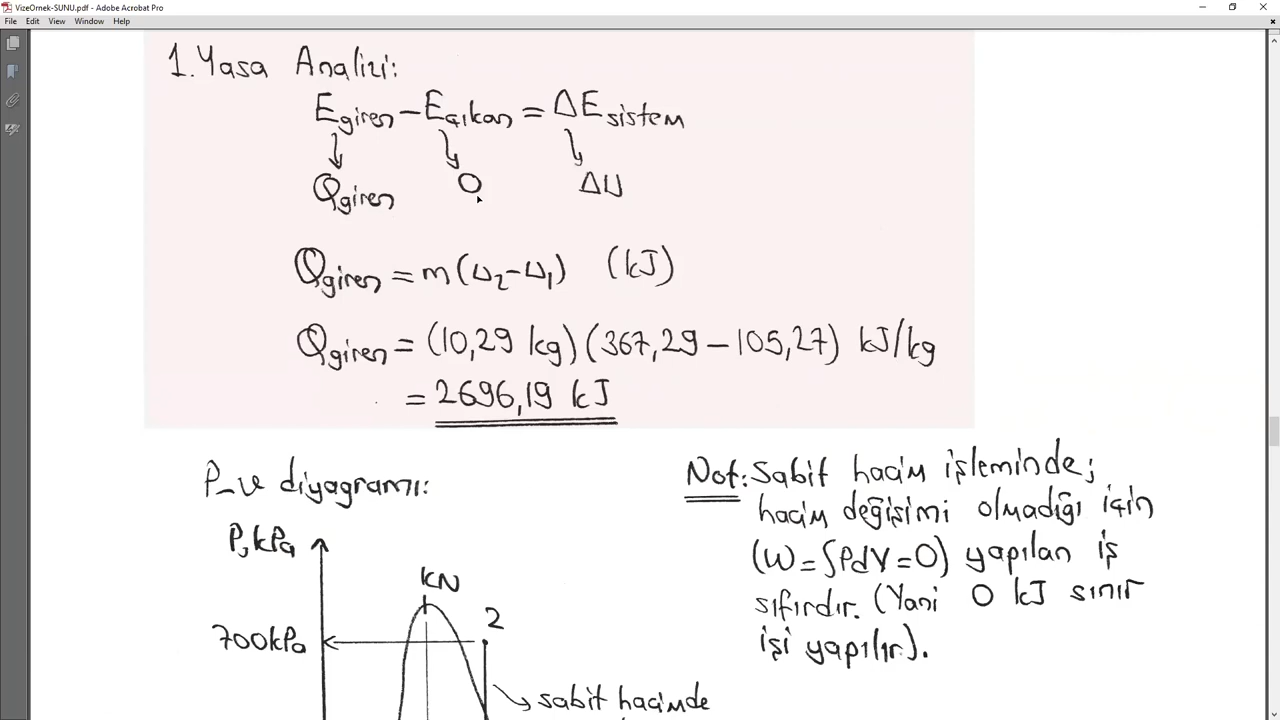 VizeOrnek-SUNU.pdf - Adobe Acrobat Pro
File Edit View Window Help
1. Yasa Analizi:
Egiren - Eçıkan = ΔEsistem
Qgiren 0 ΔU
Qgiren = m(u2-u1) (kJ)
Qgiren = (10,29 kg)(367,29 - 105,27) kJ/kg
= 2696,19 kJ
P-v diyagramı:
P, kPa
KN
2
700kPa
sabit hacimde
Not: Sabit hacim işleminde;
hacim değişimi olmadığı için
(W=∫PdV=0) yapılan iş
sıfırdır. (Yani 0 kJ sınır
işi yapılır).